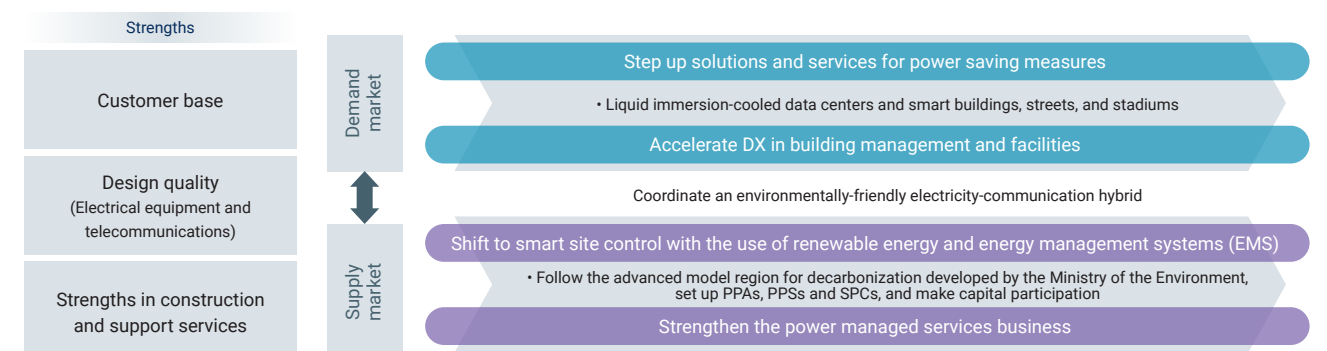 Strengths
Customer base
Design quality
(Electrical equipment and
telecommunications)
Strengths in construction
and support services
Demand
market
Supply
market
Step up solutions and services for power saving measures
• Liquid immersion-cooled data centers and smart buildings, streets, and stadiums
Accelerate DX in building management and facilities
Coordinate an environmentally-friendly electricity-communication hybrid
Shift to smart site control with the use of renewable energy and energy management systems (EMS)
• Follow the advanced model region for decarbonization developed by the Ministry of the Environment,
set up PPAs, PPSs and SPCs, and make capital participation
Strengthen the power managed services business